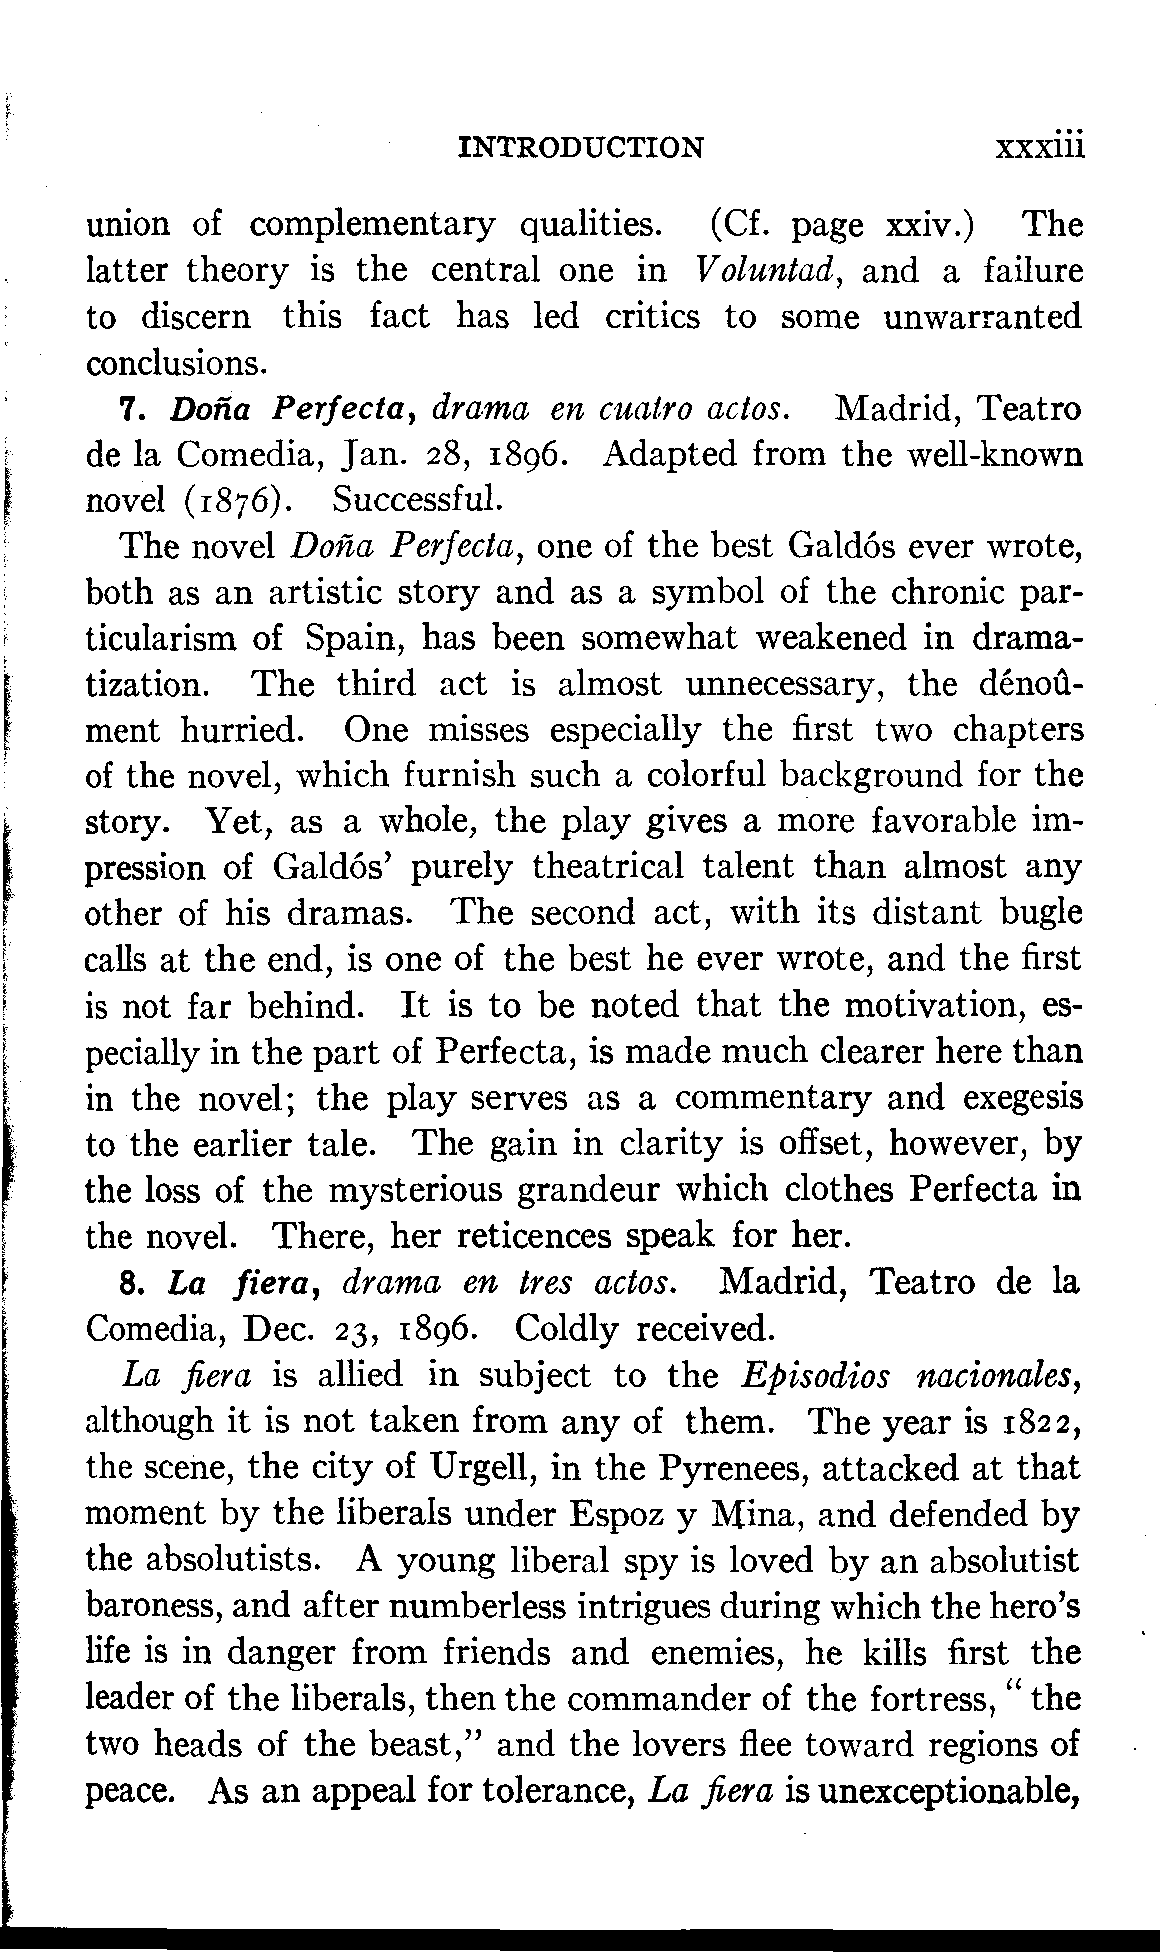 INTRODUCTION xxxiii
union of complementary qualities. (Cf. page xxiv.) The
latter theory is the central one in Voluntad, and a failure
to discern this fact has led critics to some unwarranted
conclusions.
7. Doña Perfecta, drama en cuatro actos. Madrid, Teatro
de la Comedia, Jan. 28, 1896. Adapted from the well-known
novel (1876). Successful.
The novel Doña Perfecta, one of the best Galdós ever wrote,
both as an artistic story and as a symbol of the chronic par-
ticularism of Spain, has been somewhat weakened in drama-
tization. The third act is almost unnecessary, the dénoû-
ment hurried. One misses especially the first two chapters
of the novel, which furnish such a colorful background for the
story. Yet, as a whole, the play gives a more favorable im-
pression of Galdós' purely theatrical talent than almost any
other of his dramas. The second act, with its distant bugle
calls at the end, is one of the best he ever wrote, and the first
is not far behind. It is to be noted that the motivation, es-
pecially in the part of Perfecta, is made much clearer here than
in the novel; the play serves as a commentary and exegesis
to the earlier tale. The gain in clarity is offset, however, by
the loss of the mysterious grandeur which clothes Perfecta in
the novel. There, her reticences speak for her.
8. La fiera, drama en tres actos. Madrid, Teatro de la
Comedia, Dec. 23, 1896. Coldly received.
La fiera is allied in subject to the Episodios nacionales,
although it is not taken from any of them. The year is 1822,
the scene, the city of Urgell, in the Pyrenees, attacked at that
moment by the liberals under Espoz y Mina, and defended by
the absolutists. A young liberal spy is loved by an absolutist
baroness, and after numberless intrigues during which the hero's
life is in danger from friends and enemies, he kills first the
leader of the liberals, then the commander of the fortress, "the
two heads of the beast," and the lovers flee toward regions of
peace. As an appeal for tolerance, La fiera is unexceptionable,